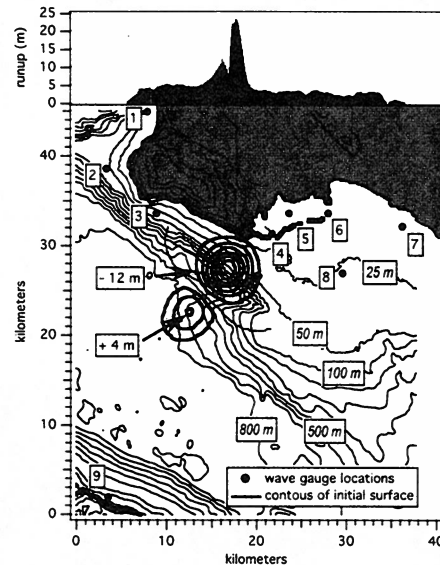 25
20
15
10
5
0
runup (m)
1
40
2
3
5
6
7
30
4
8
- 12 m
25 m
kilometers
20
50 m
+ 4 m
100 m
10
800 m
500 m
9
wave gauge locations
contous of initial surface
0
0
10
20
30
40
kilometers